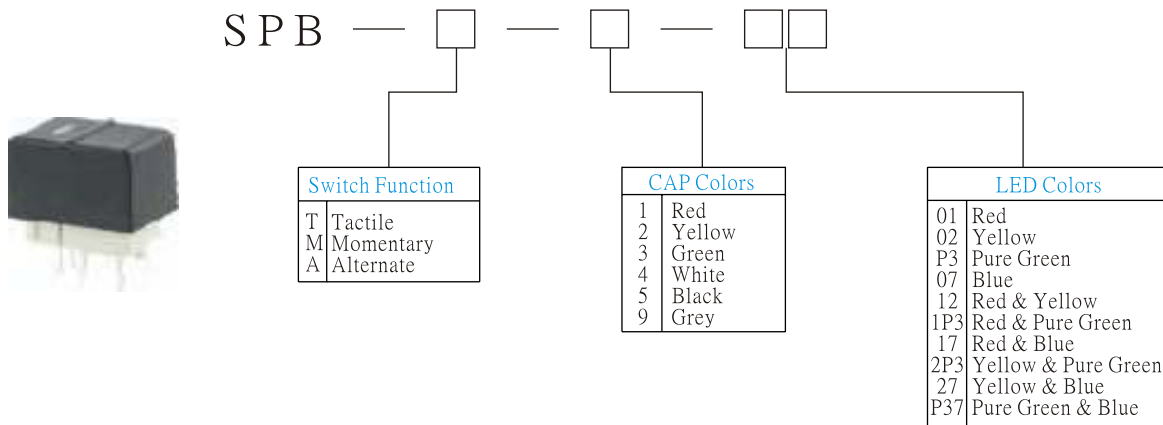 SPB — □ — □ — □□
Switch Function
T Tactile
M Momentary
A Alternate
CAP Colors
1 Red
2 Yellow
3 Green
4 White
5 Black
9 Grey
LED Colors
01 Red
02 Yellow
P3 Pure Green
07 Blue
12 Red & Yellow
1P3 Red & Pure Green
17 Red & Blue
2P3 Yellow & Pure Green
27 Yellow & Blue
P37 Pure Green & Blue